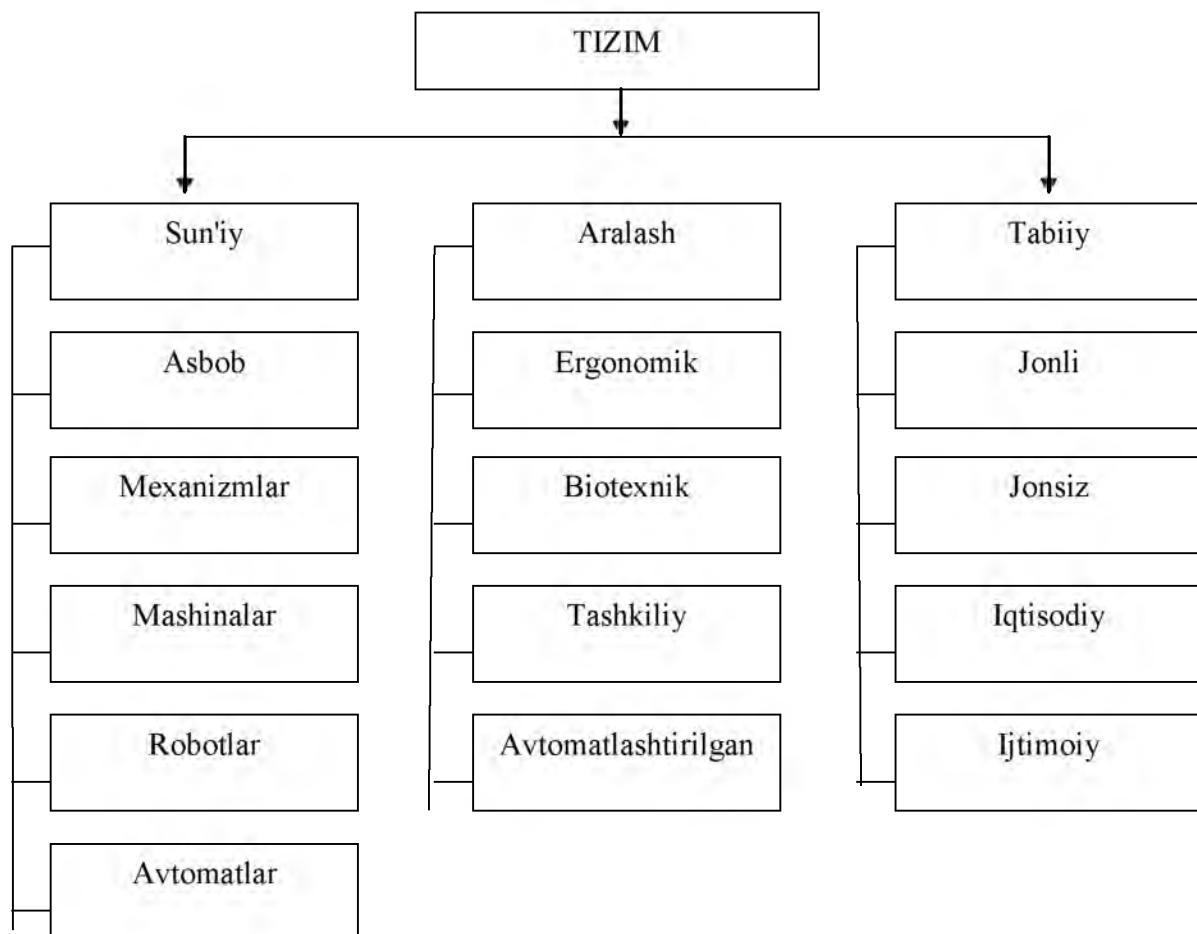 TIZIM
Sun'iy
Aralash
Tabiiy
Asbob
Ergonomik
Jonli
Mexanizmlar
Biotexnik
Jonsiz
Mashinalar
Tashkiliy
Iqtisodiy
Robotlar
Avtomatlashtirilgan
Ijtimoiy
Avtomatlar